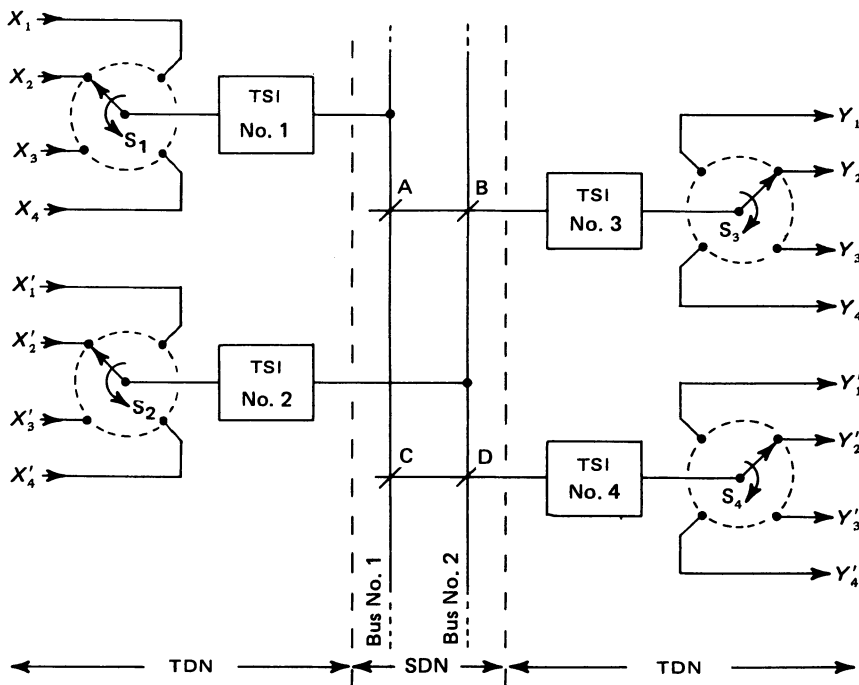 X₁
X₂
X₃
X₄
S₁
TSI
No. 1
A
B
TSI
No. 3
S₃
Y₁
Y₂
Y₃
Y₄
X′₁
X′₂
X′₃
X′₄
S₂
TSI
No. 2
C
D
TSI
No. 4
S₄
Y′₁
Y′₂
Y′₃
Y′₄
Bus No. 1
Bus No. 2
TDN
SDN
TDN